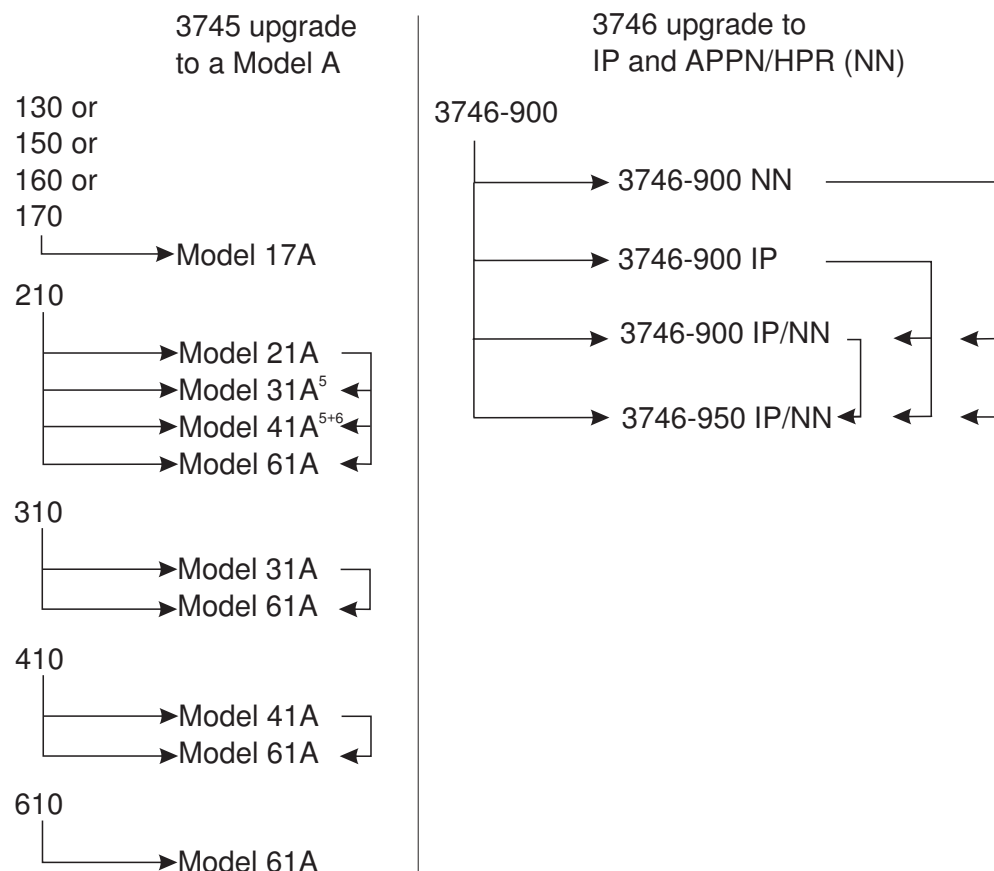 3745 upgrade
to a Model A
130 or
150 or
160 or
170
Model 17A
210
Model 21A
Model 31A⁵
Model 41A⁵⁺⁶
Model 61A
310
Model 31A
Model 61A
410
Model 41A
Model 61A
610
Model 61A
3746 upgrade to
IP and APPN/HPR (NN)
3746-900
3746-900 NN
3746-900 IP
3746-900 IP/NN
3746-950 IP/NN